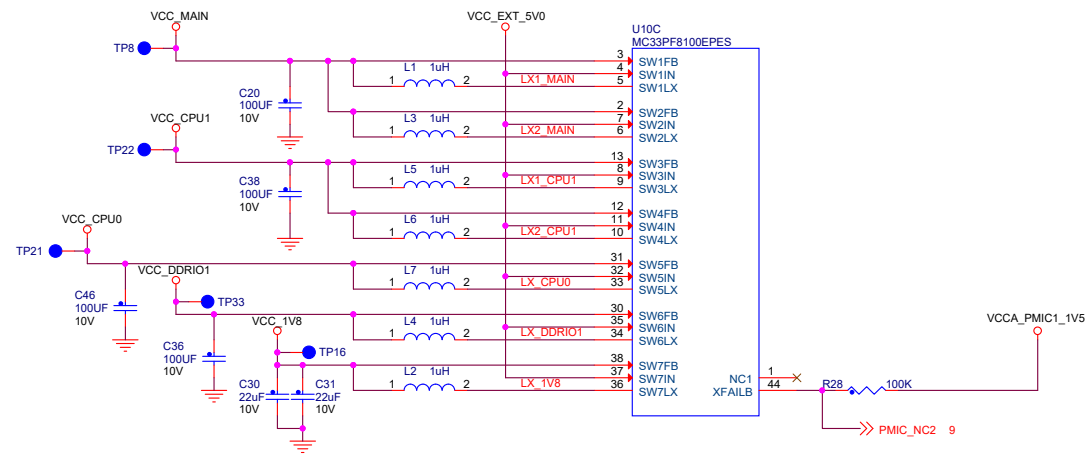 VCC_MAIN
VCC_EXT_5V0
U10C
MC33PF8100EPES
TP8
3 SW1FB
L1 1uH
4 SW1IN
1 2 LX1_MAIN 5 SW1LX
C20
100UF
10V
2 SW2FB
L3 1uH
7 SW2IN
1 2 LX2_MAIN 6 SW2LX
VCC_CPU1
TP22
13 SW3FB
L5 1uH
8 SW3IN
1 2 LX1_CPU1 9 SW3LX
C38
100UF
10V
12 SW4FB
L6 1uH
11 SW4IN
1 2 LX2_CPU1 10 SW4LX
VCC_CPU0
TP21
31 SW5FB
L7 1uH
32 SW5IN
1 2 LX_CPU0 33 SW5LX
VCC_DDRIO1
C46
100UF
10V
TP33
30 SW6FB
L4 1uH
35 SW6IN
1 2 LX_DDRIO1 34 SW6LX
VCC_1V8
VCCA_PMIC1_1V5
C36
100UF
10V
TP16
38 SW7FB
L2 1uH
37 SW7IN
1 2 LX_1V8 36 SW7LX
C30
22uF
10V
C31
22uF
10V
NC1 1
XFAILB 44
R28 100K
PMIC_NC2 9